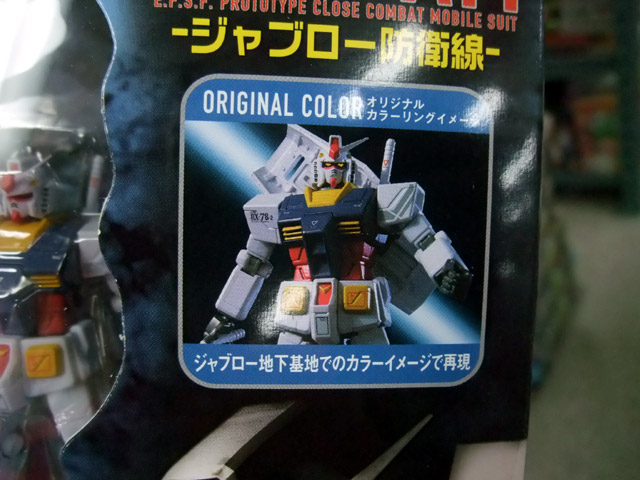 E.F.S.F. PROTOTYPE CLOSE COMBAT MOBILE SUIT
-ジャブロー防衛線-
ORIGINAL COLOR オリジナル
カラーリングイメージ
RX-78-2
ジャブロー地下基地でのカラーイメージで再現